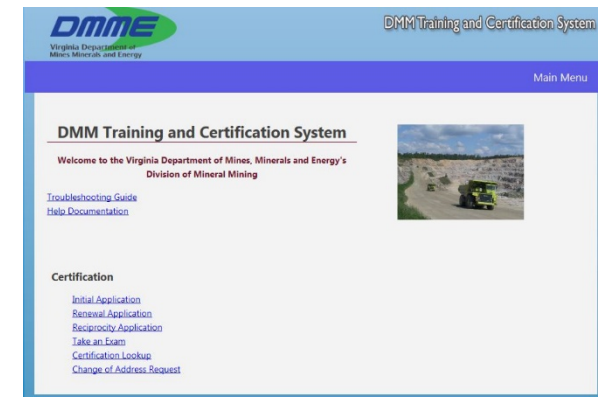 DMME
DMM Training and Certification System
Virginia Department of
Mines Minerals and Energy
Main Menu
DMM Training and Certification System
Welcome to the Virginia Department of Mines, Minerals and Energy's
Division of Mineral Mining
Troubleshooting Guide
Help Documentation
Certification
Initial Application
Renewal Application
Reciprocity Application
Take an Exam
Certification Lookup
Change of Address Request